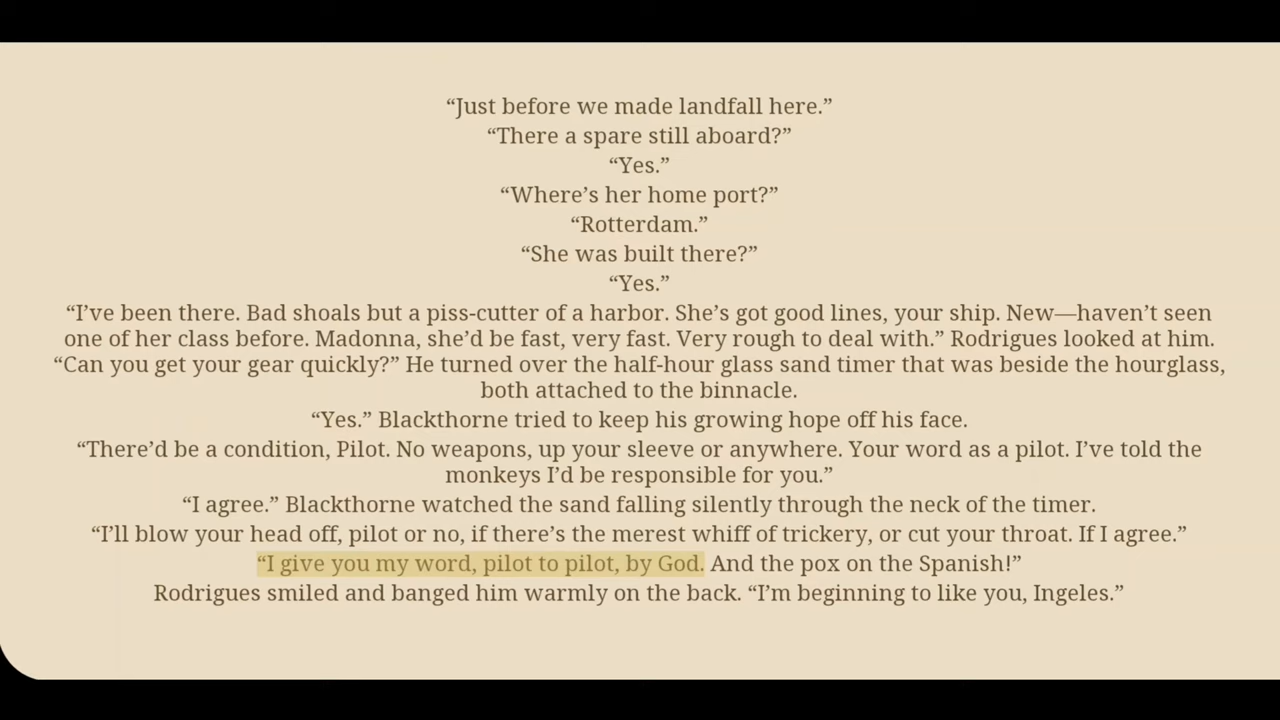 “Just before we made landfall here.”
“There a spare still aboard?”
“Yes.”
“Where’s her home port?”
“Rotterdam.”
“She was built there?”
“Yes.”
“I’ve been there. Bad shoals but a piss-cutter of a harbor. She’s got good lines, your ship. New—haven’t seen
one of her class before. Madonna, she’d be fast, very fast. Very rough to deal with.” Rodrigues looked at him.
“Can you get your gear quickly?” He turned over the half-hour glass sand timer that was beside the hourglass,
both attached to the binnacle.
“Yes.” Blackthorne tried to keep his growing hope off his face.
“There’d be a condition, Pilot. No weapons, up your sleeve or anywhere. Your word as a pilot. I’ve told the
monkeys I’d be responsible for you.”
“I agree.” Blackthorne watched the sand falling silently through the neck of the timer.
“I’ll blow your head off, pilot or no, if there’s the merest whiff of trickery, or cut your throat. If I agree.”
“I give you my word, pilot to pilot, by God. And the pox on the Spanish!”
Rodrigues smiled and banged him warmly on the back. “I’m beginning to like you, Ingeles.”